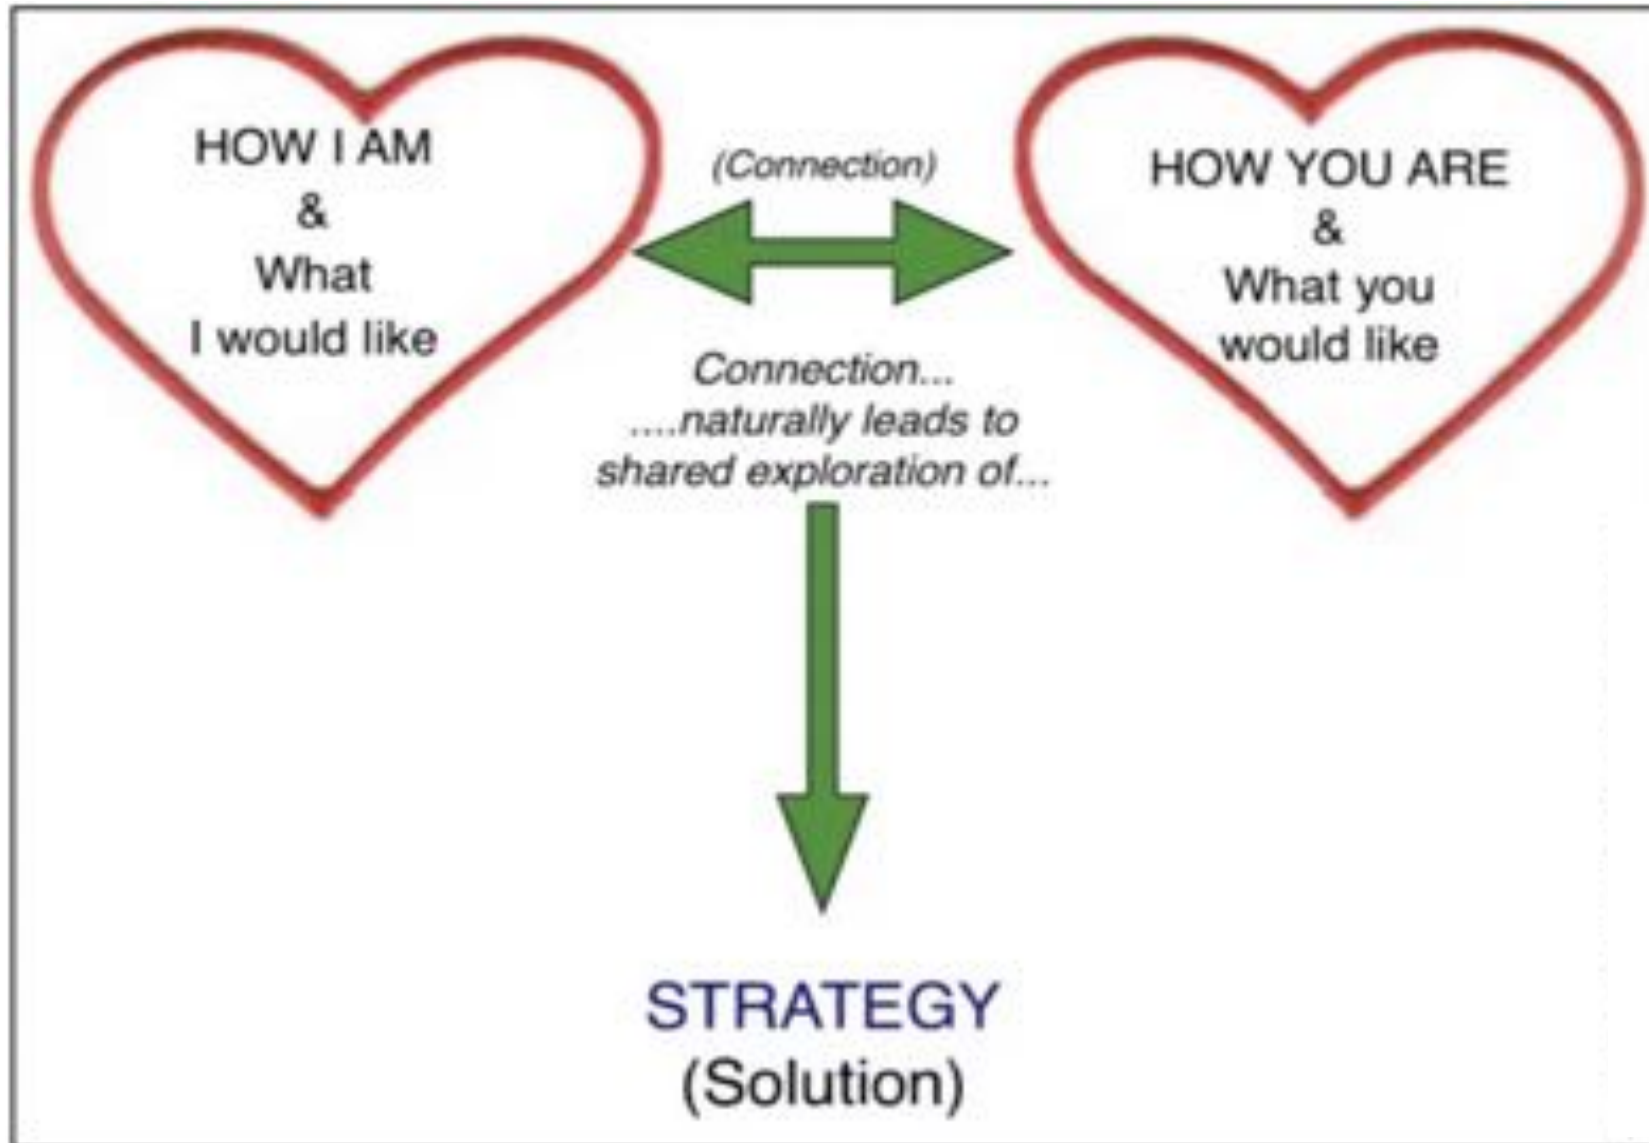 HOW I AM
&
What
I would like
(Connection)
HOW YOU ARE
&
What you
would like
Connection...
....naturally leads to
shared exploration of...
STRATEGY
(Solution)